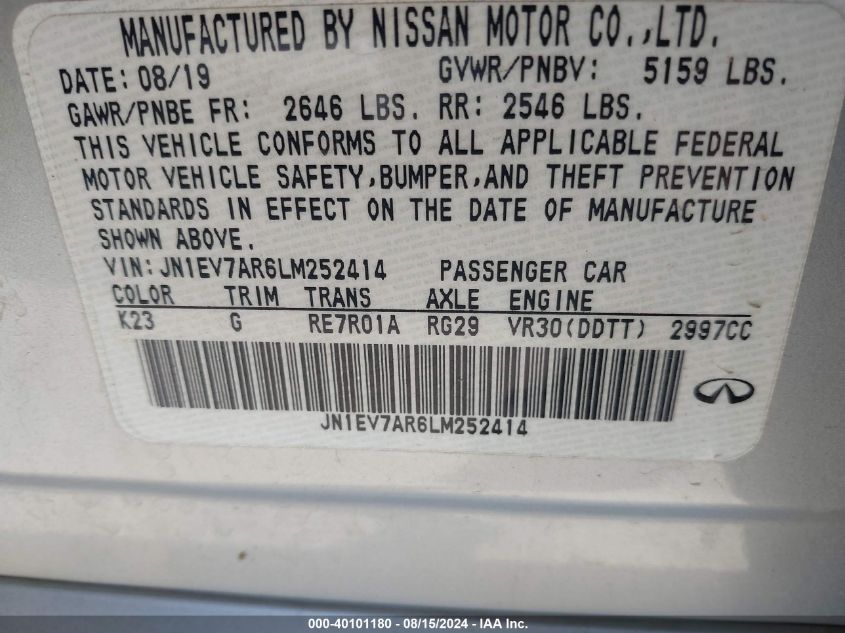 MANUFACTURED BY NISSAN MOTOR CO.,LTD.
DATE: 08/19 GVWR/PNBV: 5159 LBS.
GAWR/PNBE FR: 2646 LBS. RR: 2546 LBS.
THIS VEHICLE CONFORMS TO ALL APPLICABLE FEDERAL
MOTOR VEHICLE SAFETY,BUMPER,AND THEFT PREVENTION
STANDARDS IN EFFECT ON THE DATE OF MANUFACTURE
SHOWN ABOVE.
VIN:JN1EV7AR6LM252414 PASSENGER CAR
COLOR TRIM TRANS AXLE ENGINE
K23 G RE7R01A RG29 VR30(DDTT) 2997CC
JN1EV7AR6LM252414
000-40101180 - 08/15/2024 - IAA Inc.